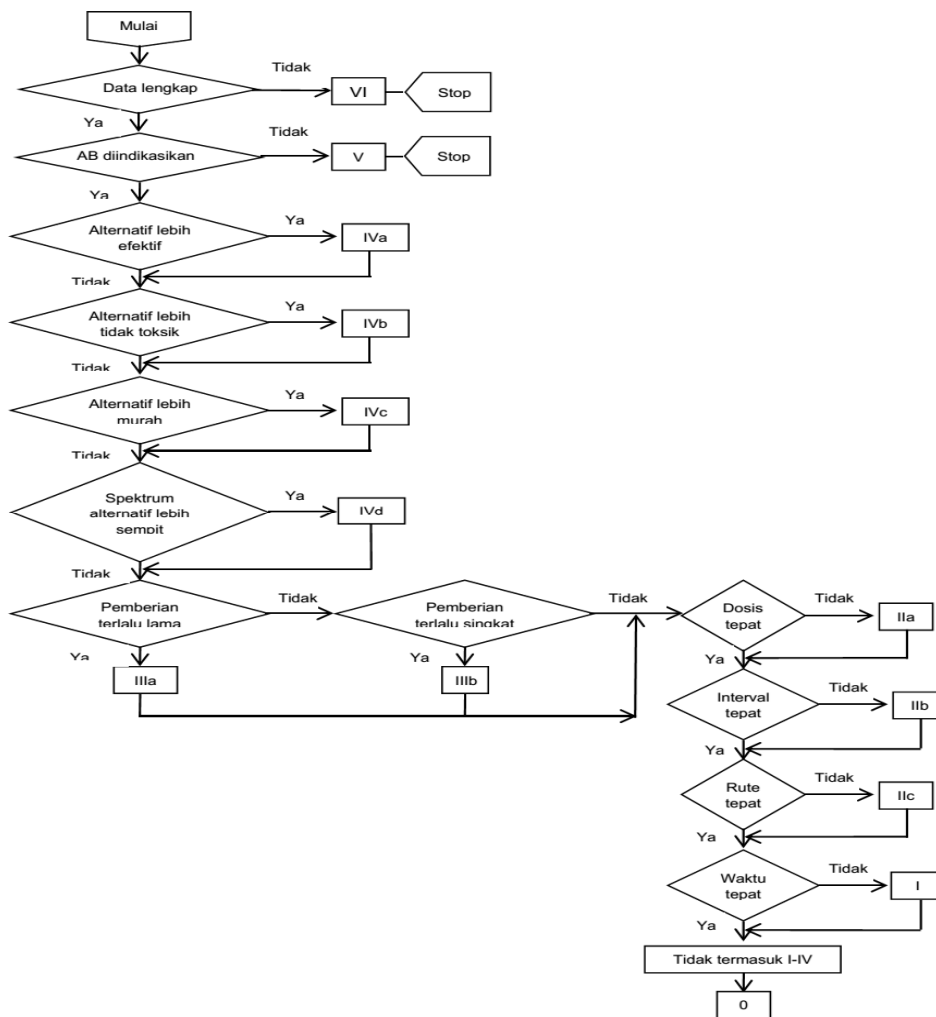 Mulai
Tidak
Data lengkap
VI
Stop
Ya
Tidak
AB diindikasikan
V
Stop
Ya
Ya
Alternatif lebih
efektif
IVa
Tidak
Ya
Alternatif lebih
tidak toksik
IVb
Tidak
Ya
Alternatif lebih
murah
IVc
Tidak
Ya
Spektrum
alternatif lebih
sempit
IVd
Tidak
Pemberian
terlalu lama
Tidak
Ya
IIIa
Pemberian
terlalu singkat
Tidak
Ya
IIIb
Dosis
tepat
Tidak
IIa
Ya
Interval
tepat
Tidak
IIb
Ya
Rute
tepat
Tidak
IIc
Ya
Waktu
tepat
Tidak
I
Ya
Tidak termasuk I-IV
0